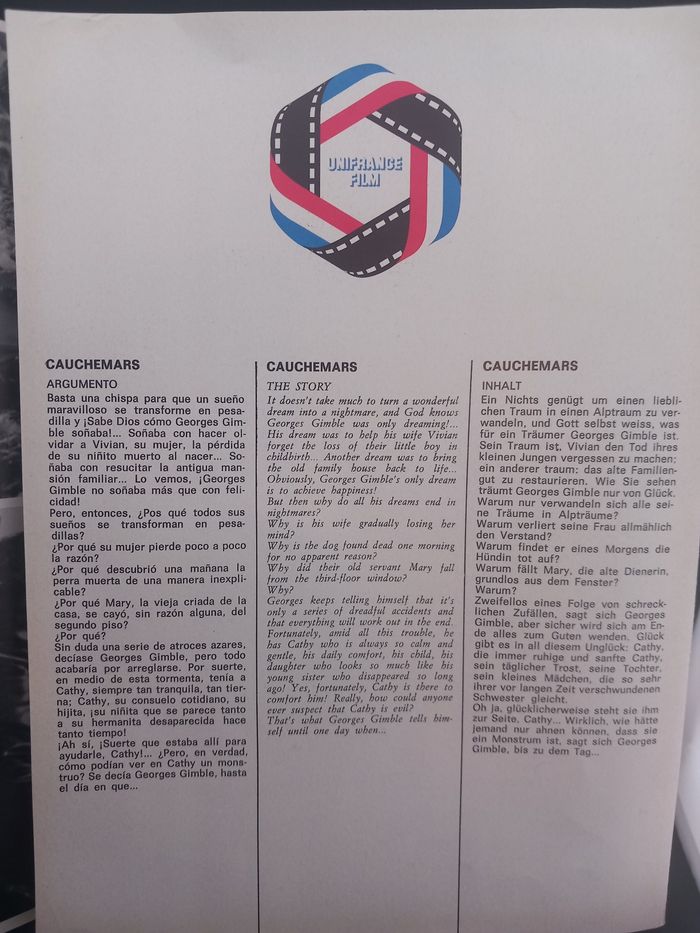 UNIFRANCE
FILM
CAUCHEMARS
ARGUMENTO
Basta una chispa para que un sueño
maravilloso se transforme en pesa-
dilla y ¡Sabe Dios cómo Georges Gim-
ble soñaba!... Soñaba con hacer ol-
vidar a Vivian, su mujer, la pérdida
de su niñito muerto al nacer... So-
ñaba con resucitar la antigua man-
sión familiar... Lo vemos, ¡Georges
Gimble no soñaba más que con feli-
cidad!
Pero, entonces, ¿Pos qué todos sus
sueños se transforman en pesa-
dillas?
¿Por qué su mujer pierde poco a poco
la razón?
¿Por qué descubrió una mañana la
perra muerta de una manera inexpli-
cable?
¿Por qué Mary, la vieja criada de la
casa, se cayó, sin razón alguna, del
segundo piso?
¿Por qué?
Sin duda una serie de atroces azares,
decíase Georges Gimble, pero todo
acabaría por arreglarse. Por suerte,
en medio de esta tormenta, tenía a
Cathy, siempre tan tranquila, tan tier-
na; Cathy, su consuelo cotidiano, su
hijita, ¡su niñita que se parece tanto
a su hermanita desaparecida hace
tanto tiempo!
¡Ah sí, ¡Suerte que estaba allí para
ayudarle, Cathy!... ¿Pero, en verdad,
cómo podían ver en Cathy un mons-
truo? Se decía Georges Gimble, hasta
el día en que...
CAUCHEMARS
THE STORY
It doesn't take much to turn a wonderful
dream into a nightmare, and God knows
Georges Gimble was only dreaming!...
His dream was to help his wife Vivian
forget the loss of their little boy in
childbirth... Another dream was to bring
the old family house back to life...
Obviously, Georges Gimble's only dream
is to achieve happiness!
But then why do all his dreams end in
nightmares?
Why is his wife gradually losing her
mind?
Why is the dog found dead one morning
for no apparent reason?
Why did their old servant Mary fall
from the third-floor window?
Why?
Georges keeps telling himself that it's
only a series of dreadful accidents and
that everything will work out in the end.
Fortunately, amid all this trouble, he
has Cathy who is always so calm and
gentle, his daily comfort, his child, his
daughter who looks so much like his
young sister who disappeared so long
ago! Yes, fortunately, Cathy is there to
comfort him! Really, how could anyone
ever suspect that Cathy is evil?
That's what Georges Gimble tells him-
self until one day when...
CAUCHEMARS
INHALT
Ein Nichts genügt um einen liebli-
chen Traum in einen Alptraum zu ver-
wandeln, und Gott selbst weiss, was
für ein Träumer Georges Gimble ist.
Sein Traum ist, Vivian den Tod ihres
kleinen Jungen vergessen zu machen;
ein anderer traum: das alte Familien-
gut zu restaurieren. Wie Sie sehen
träumt Georges Gimble nur von Glück.
Warum nur verwandeln sich alle sei-
ne Träume in Alpträume?
Warum verliert seine Frau allmählich
den Verstand?
Warum findet er eines Morgens die
Hündin tot auf?
Warum fällt Mary, die alte Dienerin,
grundlos aus dem Fenster?
Warum?
Zweifellos eines Folge von schreck-
lichen Zufällen, sagt sich Georges
Gimble, aber sicher wird sich am En-
de alles zum Guten wenden. Glück
gibt es in all diesem Unglück: Cathy,
die immer ruhige und sanfte Cathy,
sein täglicher Trost, seine Tochter,
sein kleines Mädchen, die so sehr
ihrer vor langen Zeit verschwundenen
Schwester gleicht.
Oh ja, glücklicherweise steht sie ihm
zur Seite, Cathy... Wirklich, wie hätte
jemand nur ahnen können, dass sie
ein Monstrum ist, sagt sich Georges
Gimble, bis zu dem Tag...